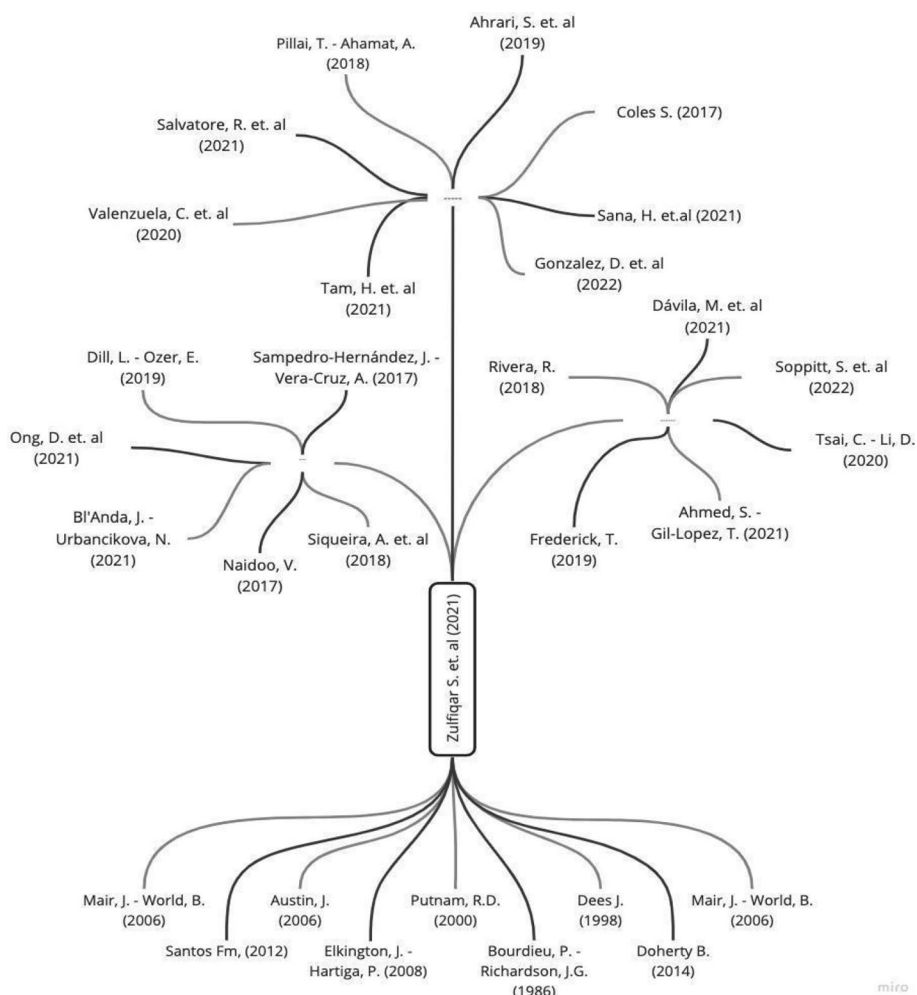 Ahrari, S. et. al
(2019)
Pillai, T. - Ahamat, A.
(2018)
Coles S. (2017)
Salvatore, R. et. al
(2021)
Valenzuela, C. et. al
(2020)
Sana, H. et.al (2021)
Gonzalez, D. et. al
(2022)
Tam, H. et. al
(2021)
Dávila, M. et. al
(2021)
Dill, L. - Ozer, E.
(2019)
Sampedro-Hernández, J. -
Vera-Cruz, A. (2017)
Rivera, R.
(2018)
Soppitt, S. et. al
(2022)
Ong, D. et. al
(2021)
Tsai, C. - Li, D.
(2020)
Bl'Anda, J. -
Urbancikova, N.
(2021)
Naidoo, V.
(2017)
Siqueira, A. et. al
(2018)
Frederick, T.
(2019)
Ahmed, S. -
Gil-Lopez, T. (2021)
Zulfiqar S. et. al (2021)
Mair, J. - World, B.
(2006)
Austin, J.
(2006)
Putnam, R.D.
(2000)
Dees J.
(1998)
Mair, J. - World, B.
(2006)
Santos Fm, (2012)
Elkington, J. -
Hartiga, P. (2008)
Bourdieu, P. -
Richardson, J.G.
(1986)
Doherty B.
(2014)
miro